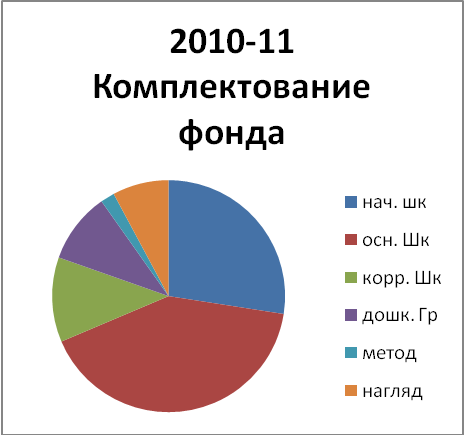 2010-11
Комплектование
фонда
нач. шк
осн. Шк
корр. Шк
дошк. Гр
метод
нагляд